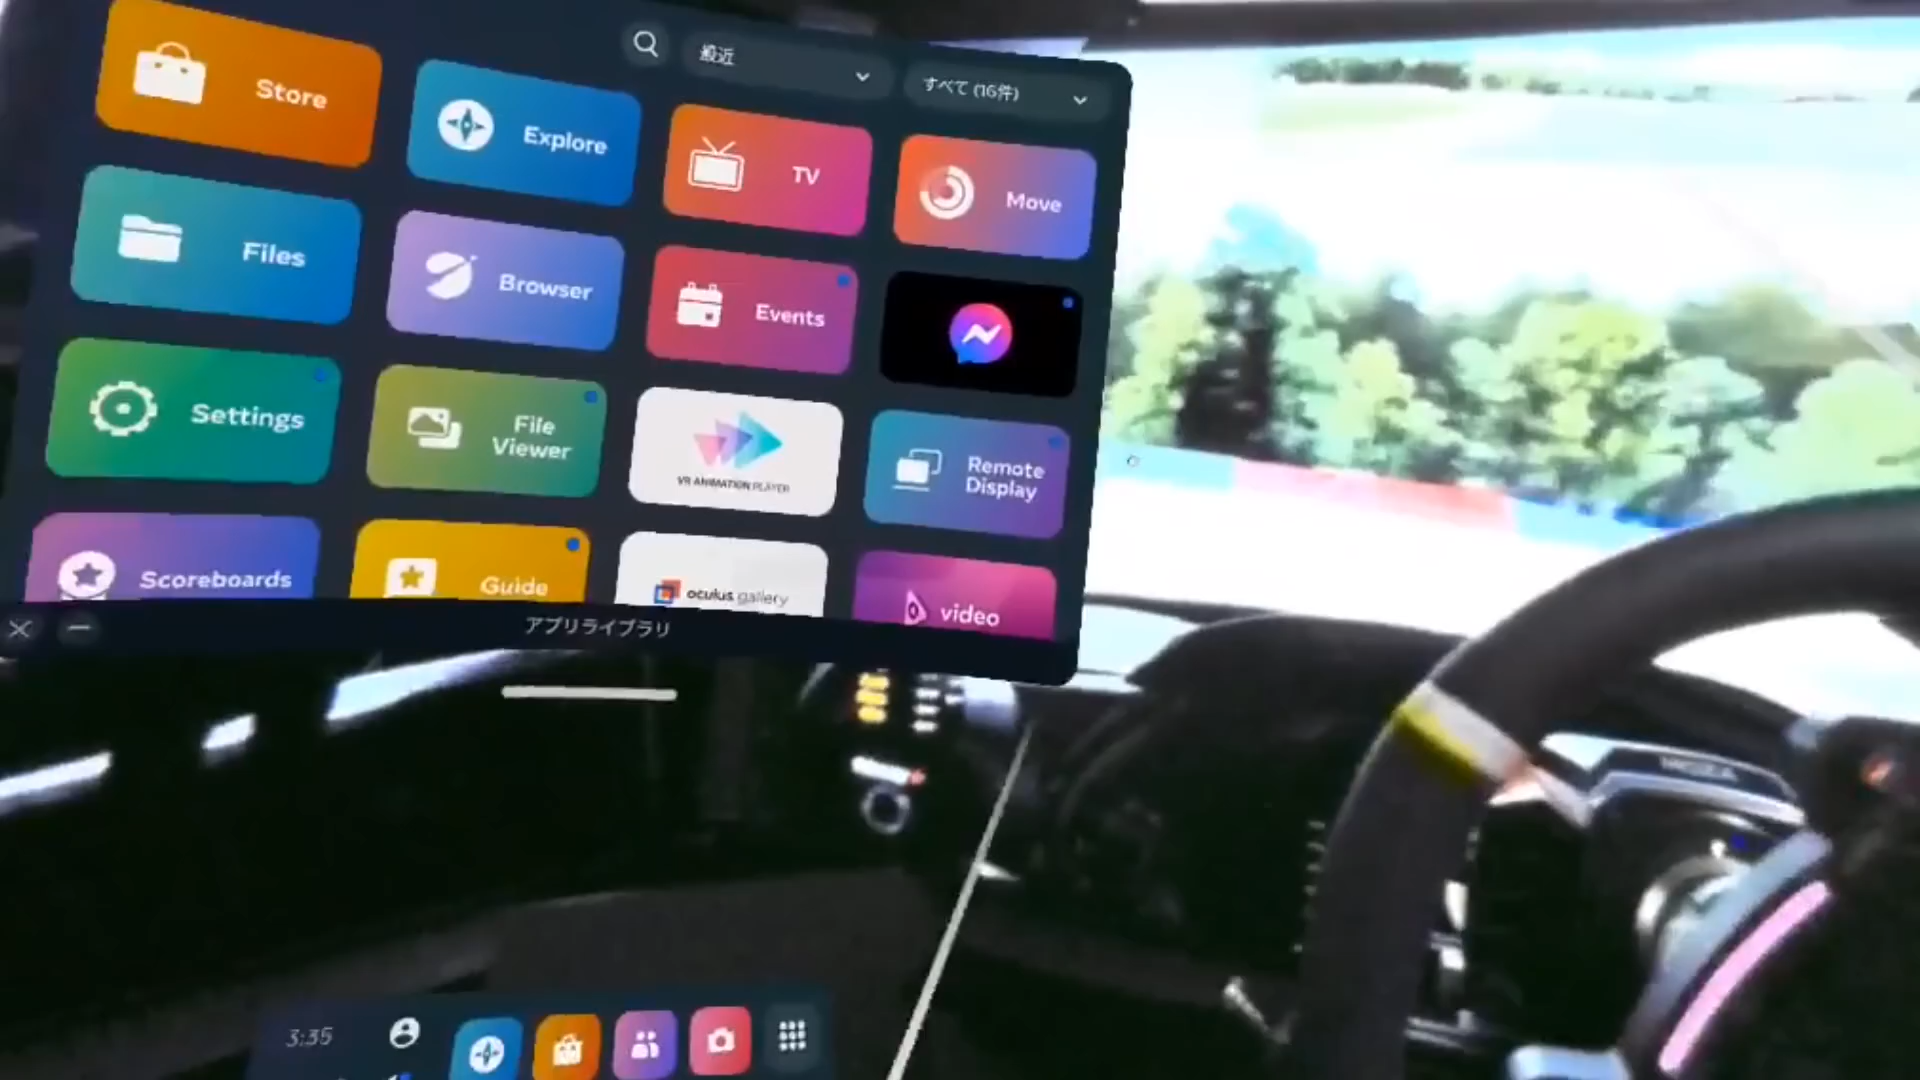 最近
すべて (16件)
Store
Explore
TV
Move
Files
Browser
Events
Settings
File
Viewer
VR ANIMATION PLAYER
Remote
Display
Scoreboards
Guide
oculus gallery
video
アプリライブラリ
MOZA
3:35